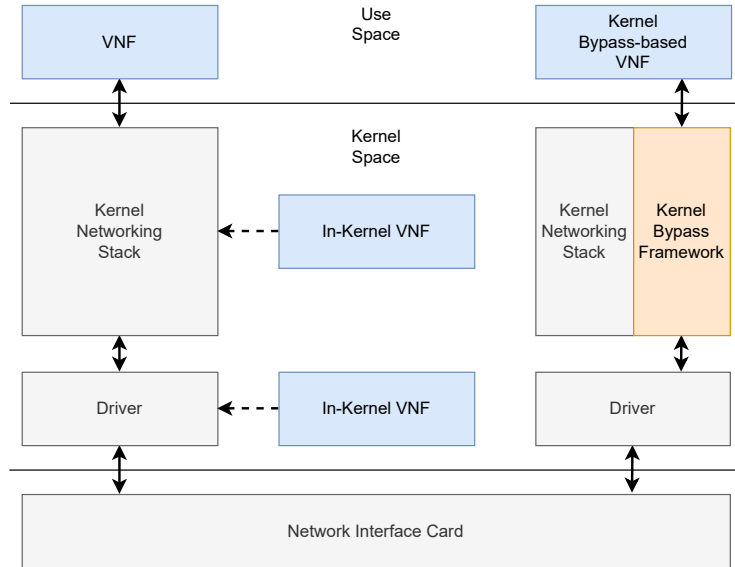 VNF
Use
Space
Kernel
Bypass-based
VNF
Kernel
Space
Kernel
Networking
Stack
In-Kernel VNF
Kernel
Networking
Stack
Kernel
Bypass
Framework
Driver
In-Kernel VNF
Driver
Network Interface Card